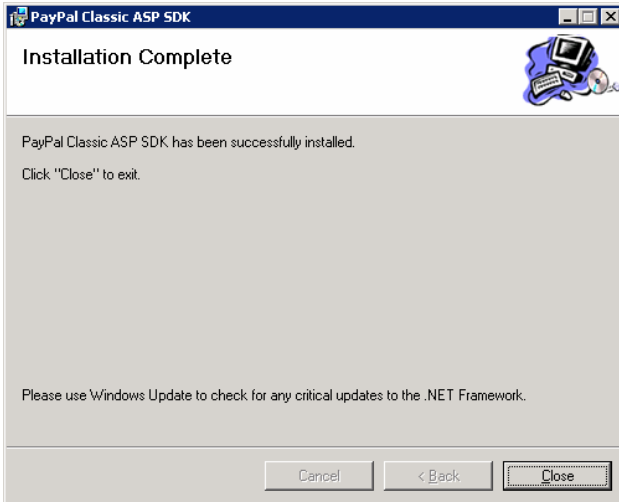 PayPal Classic ASP SDK
Installation Complete
PayPal Classic ASP SDK has been successfully installed.
Click "Close" to exit.
Please use Windows Update to check for any critical updates to the .NET Framework.
Cancel
< Back
Close